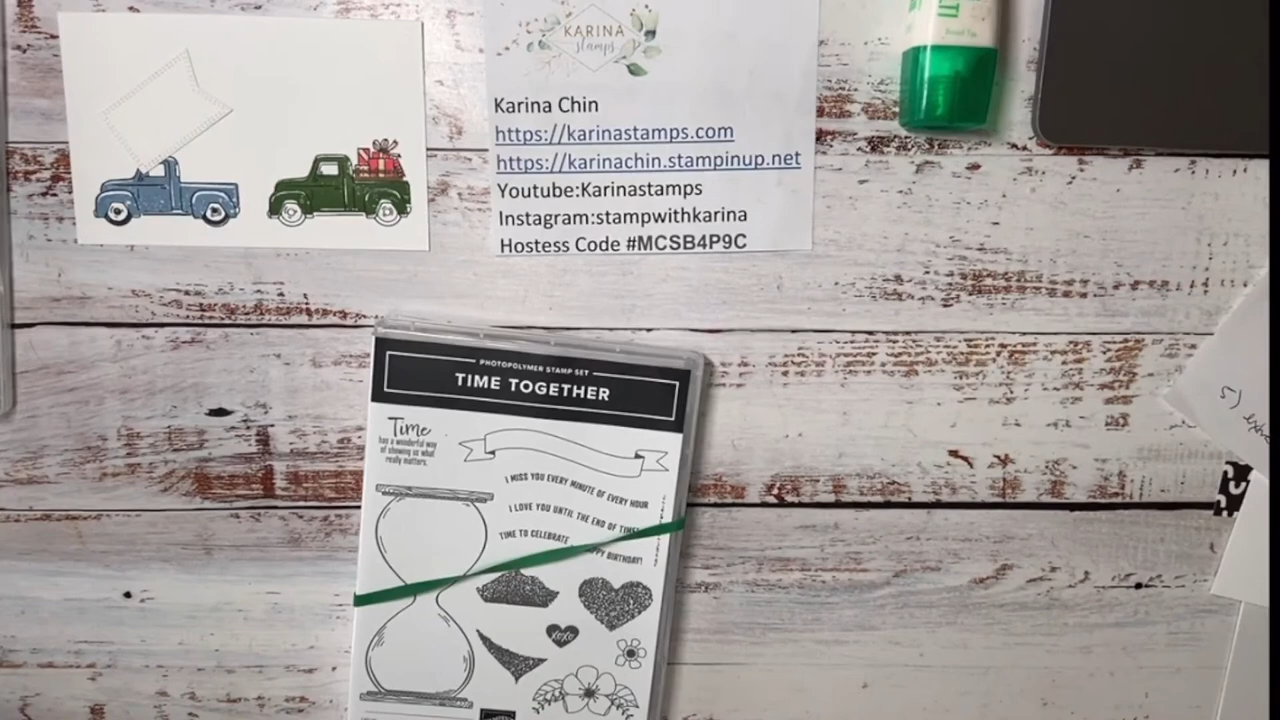 KARINA
stamps
Karina Chin
https://karinastamps.com
https://karinachin.stampinup.net
Youtube:Karinastamps
Instagram:stampwithkarina
Hostess Code #MCSB4P9C
PHOTOPOLYMER STAMP SET
TIME TOGETHER
Time
has a wonderful way
of showing us what
really matters.
I MISS YOU EVERY MINUTE OF EVERY HOUR
I LOVE YOU UNTIL THE END OF TIME!
TIME TO CELEBRATE
BIRTHDAY!
XOXO
5)